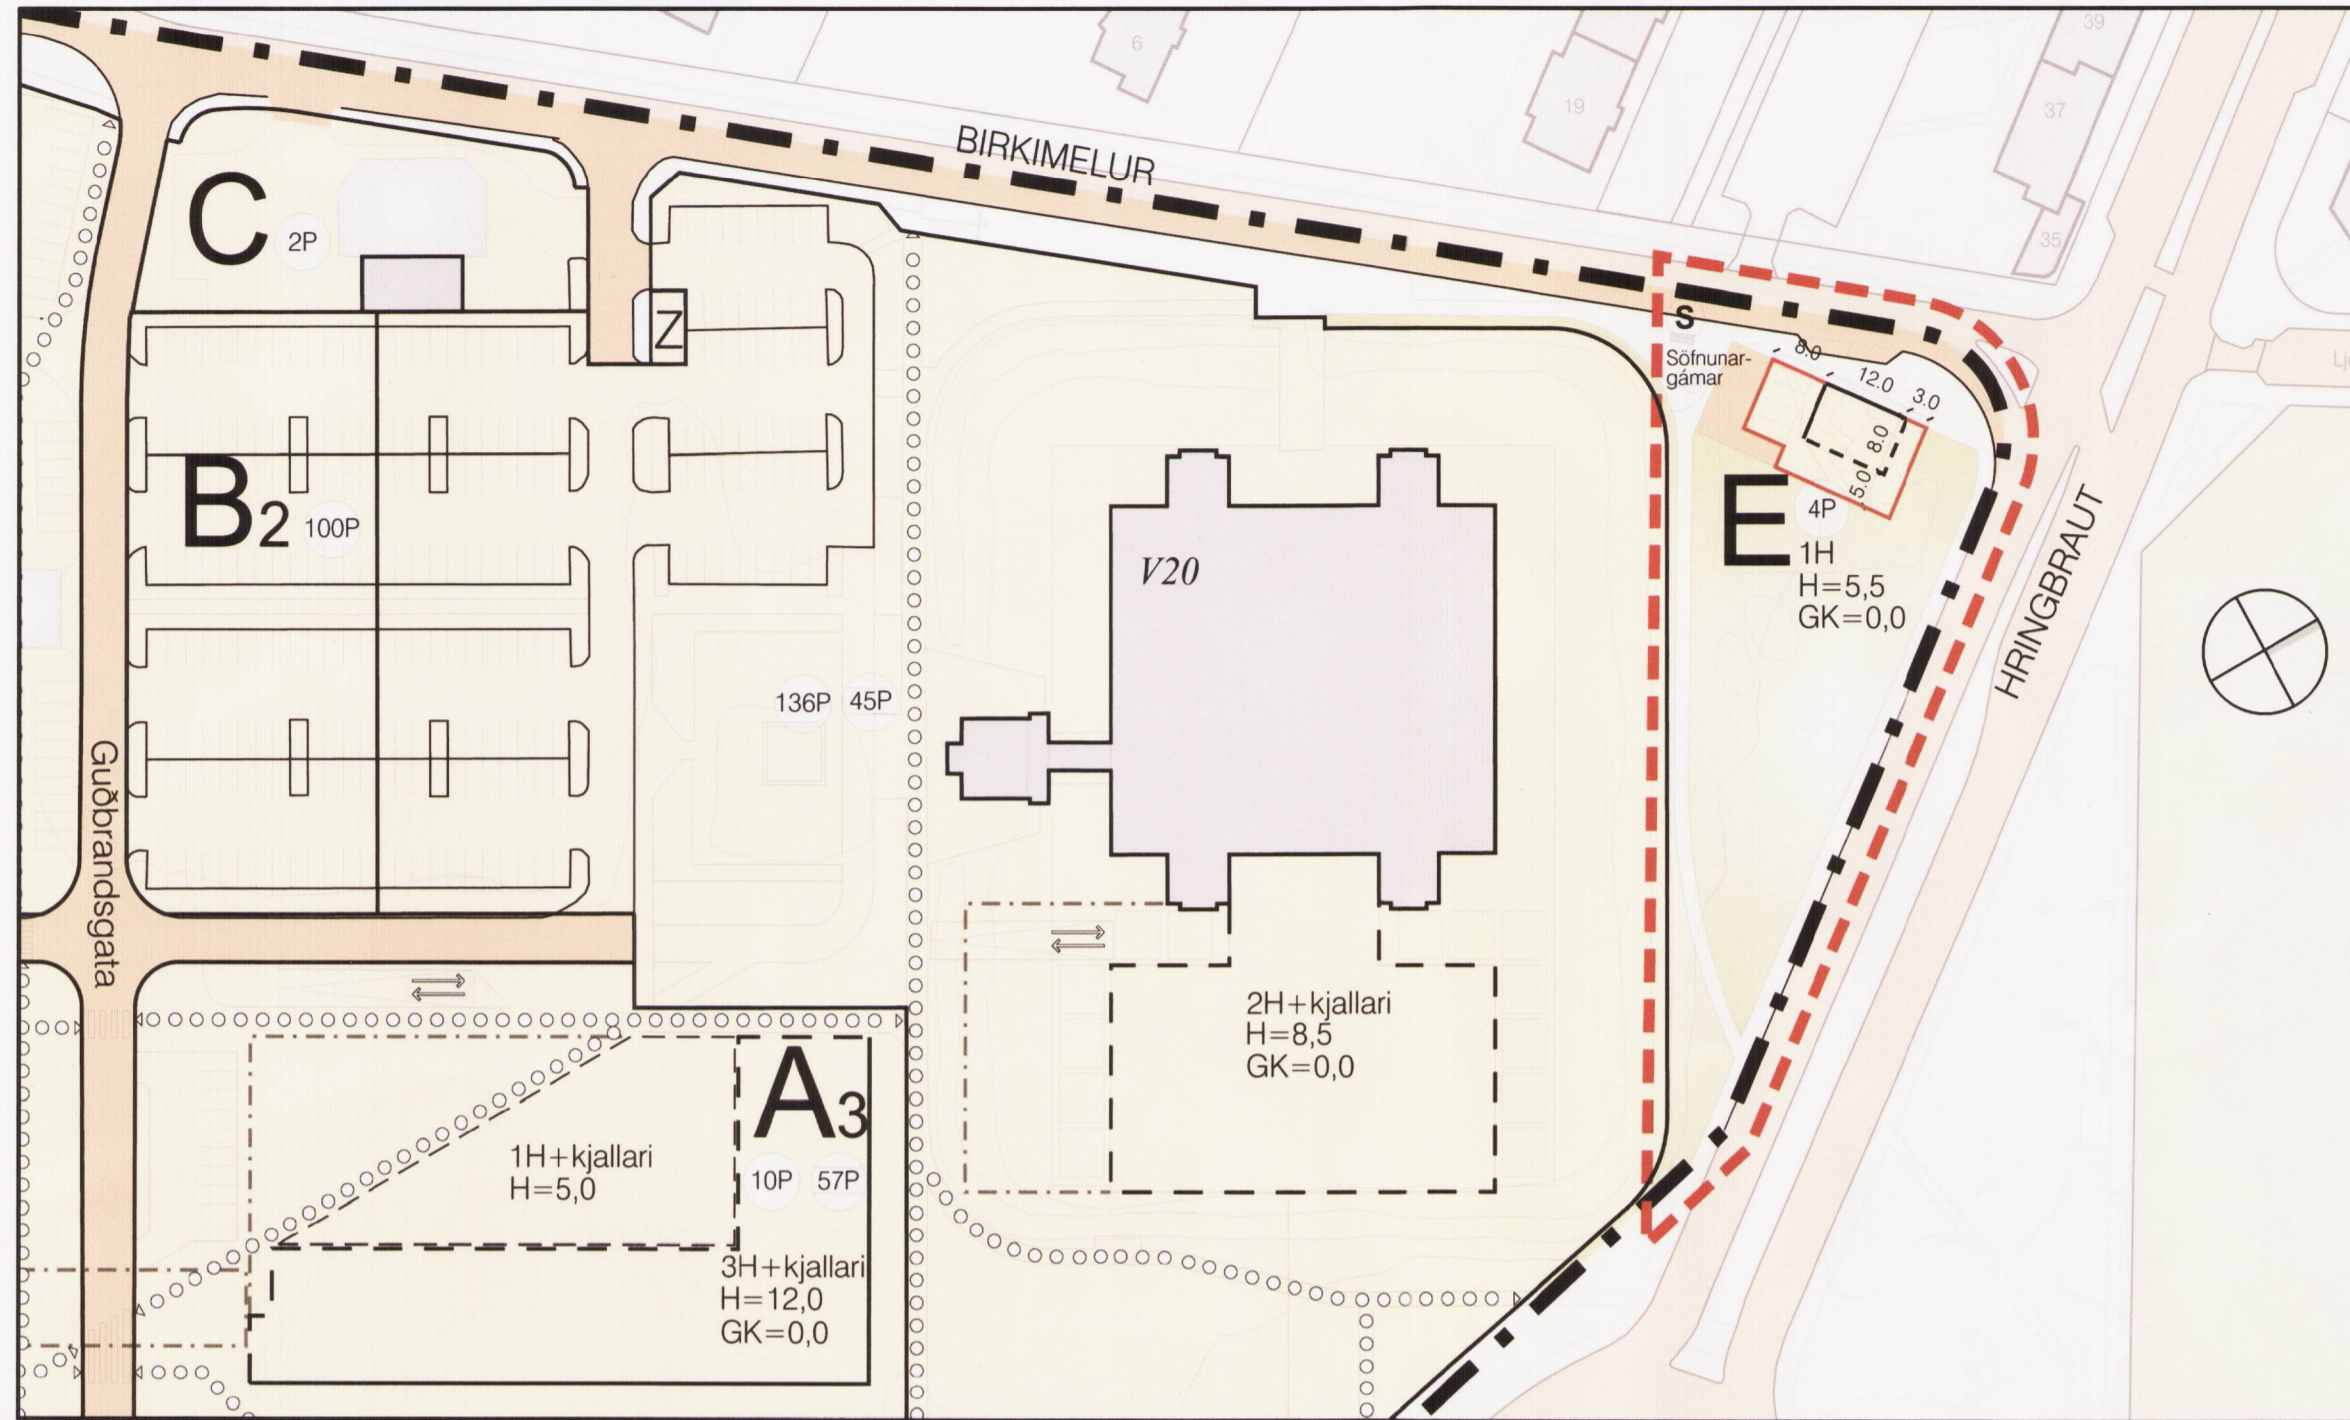 39
6
19
37
BIRKIMELUR
35
C
2P
Z
S
Söfnunar-
gámar
8.0
12.0
3.0
8.0
5.0
B2
100P
E
4P
1H
H=5,5
GK=0,0
V20
HRINGBRAUT
136P
45P
Guðbrandsgata
2H+kjallari
H=8,5
GK=0,0
A3
1H+kjallari
H=5,0
10P
57P
3H+kjallari
H=12,0
GK=0,0